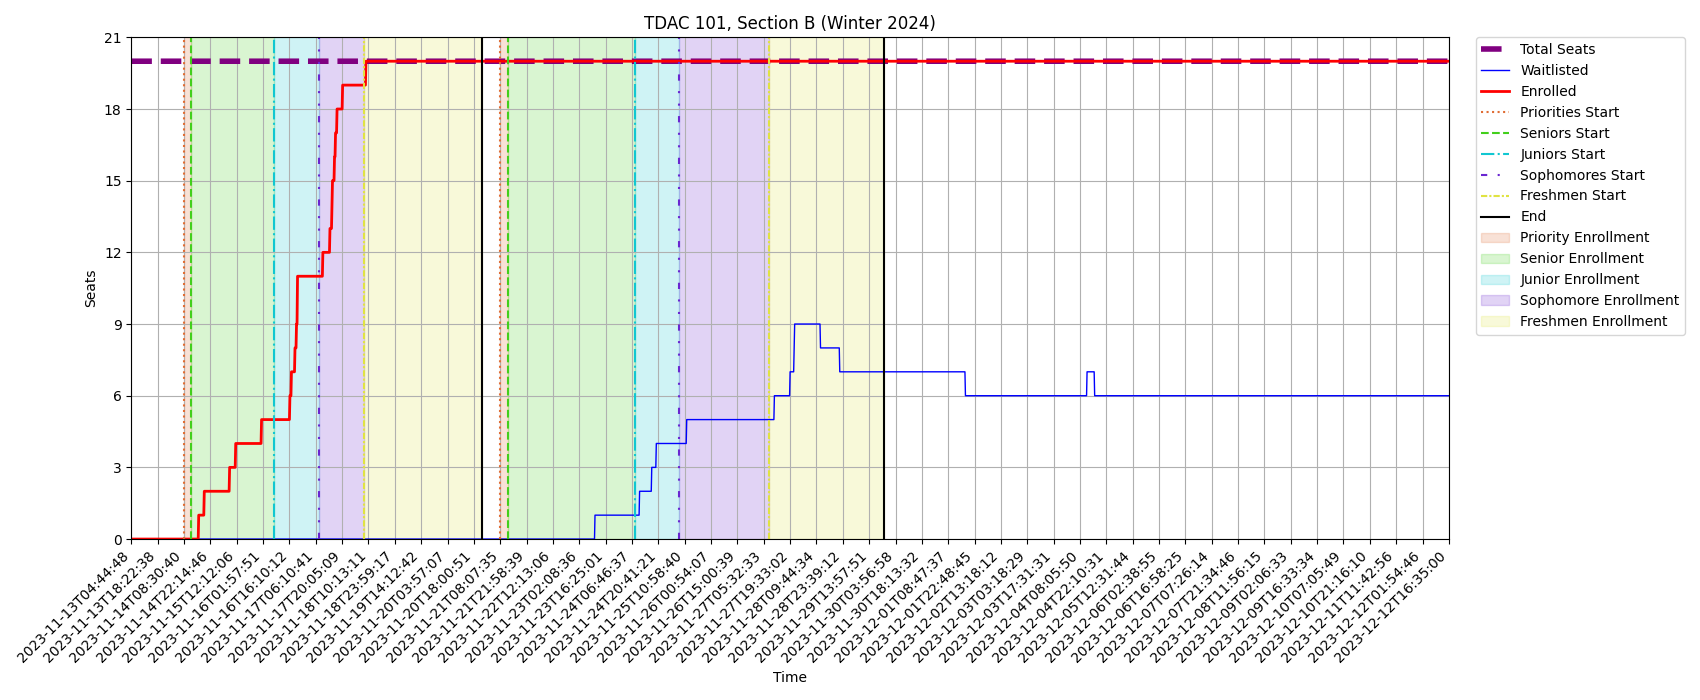 TDAC 101, Section B (Winter 2024)
21
18
15
12
9
6
3
0
Seats
2023-11-13T04:44:48
2023-11-13T18:22:38
2023-11-14T08:30:40
2023-11-14T22:14:46
2023-11-15T12:12:06
2023-11-16T01:57:51
2023-11-16T16:10:12
2023-11-17T06:10:41
2023-11-17T20:05:09
2023-11-18T10:13:11
2023-11-18T23:59:17
2023-11-19T14:12:42
2023-11-20T03:57:07
2023-11-20T18:00:51
2023-11-21T08:07:35
2023-11-21T21:58:39
2023-11-22T12:13:06
2023-11-23T02:08:36
2023-11-23T16:25:01
2023-11-24T06:46:37
2023-11-24T20:41:21
2023-11-25T10:58:40
2023-11-26T00:54:07
2023-11-26T15:00:39
2023-11-27T05:32:33
2023-11-27T19:33:02
2023-11-28T09:44:34
2023-11-28T23:39:12
2023-11-29T13:57:51
2023-11-30T03:56:58
2023-11-30T18:13:32
2023-12-01T08:47:37
2023-12-01T22:48:45
2023-12-02T13:18:12
2023-12-03T03:18:29
2023-12-03T17:31:31
2023-12-04T08:05:50
2023-12-04T22:10:31
2023-12-05T12:31:44
2023-12-06T02:38:55
2023-12-06T16:58:25
2023-12-07T07:26:14
2023-12-07T21:34:46
2023-12-08T11:56:15
2023-12-09T02:06:33
2023-12-09T16:33:34
2023-12-10T07:05:49
2023-12-10T21:16:10
2023-12-11T11:42:56
2023-12-12T01:54:46
2023-12-12T16:35:00
Time
Total Seats
Waitlisted
Enrolled
Priorities Start
Seniors Start
Juniors Start
Sophomores Start
Freshmen Start
End
Priority Enrollment
Senior Enrollment
Junior Enrollment
Sophomore Enrollment
Freshmen Enrollment